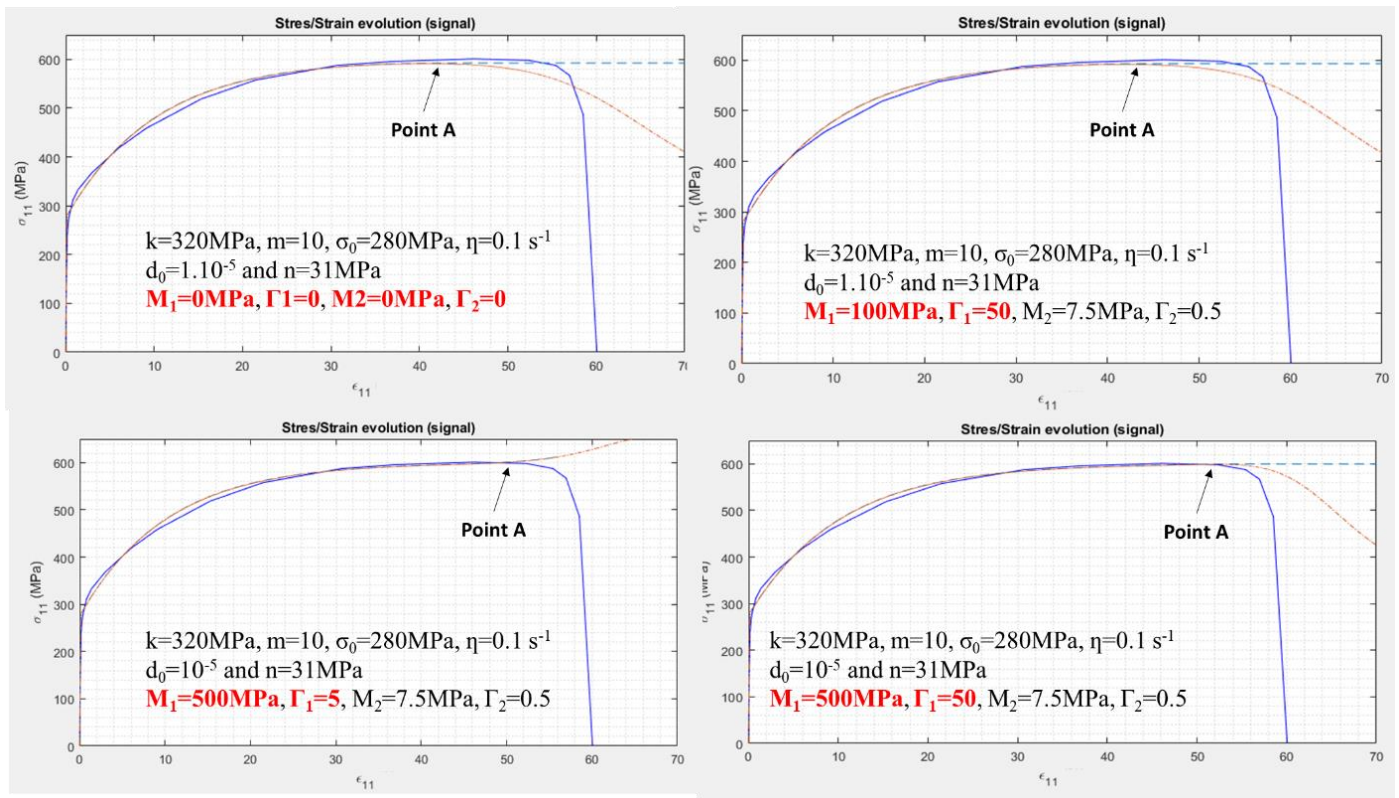 Stres/Strain evolution (signal)
600
500
400
300
200
100
0
σ11 (MPa)
Point A
k=320MPa, m=10, σ0=280MPa, η=0.1 s-1
d0=1.10-5 and n=31MPa
M1=0MPa, Γ1=0, M2=0MPa, Γ2=0
0 10 20 30 40 50 60
ϵ11
Stres/Strain evolution (signal)
600
500
400
300
200
100
0
σ11 (MPa)
Point A
k=320MPa, m=10, σ0=280MPa, η=0.1 s-1
d0=1.10-5 and n=31MPa
M1=100MPa, Γ1=50, M2=7.5MPa, Γ2=0.5
0 10 20 30 40 50 60 70
ϵ11
Stres/Strain evolution (signal)
600
500
400
300
200
100
0
σ11 (MPa)
Point A
k=320MPa, m=10, σ0=280MPa, η=0.1 s-1
d0=10-5 and n=31MPa
M1=500MPa, Γ1=5, M2=7.5MPa, Γ2=0.5
0 10 20 30 40 50 60 70
ϵ11
Stres/Strain evolution (signal)
600
500
400
300
200
100
0
Point A
k=320MPa, m=10, σ0=280MPa, η=0.1 s-1
d0=10-5 and n=31MPa
M1=500MPa, Γ1=50, M2=7.5MPa, Γ2=0.5
0 10 20 30 40 50 60 70
ϵ11